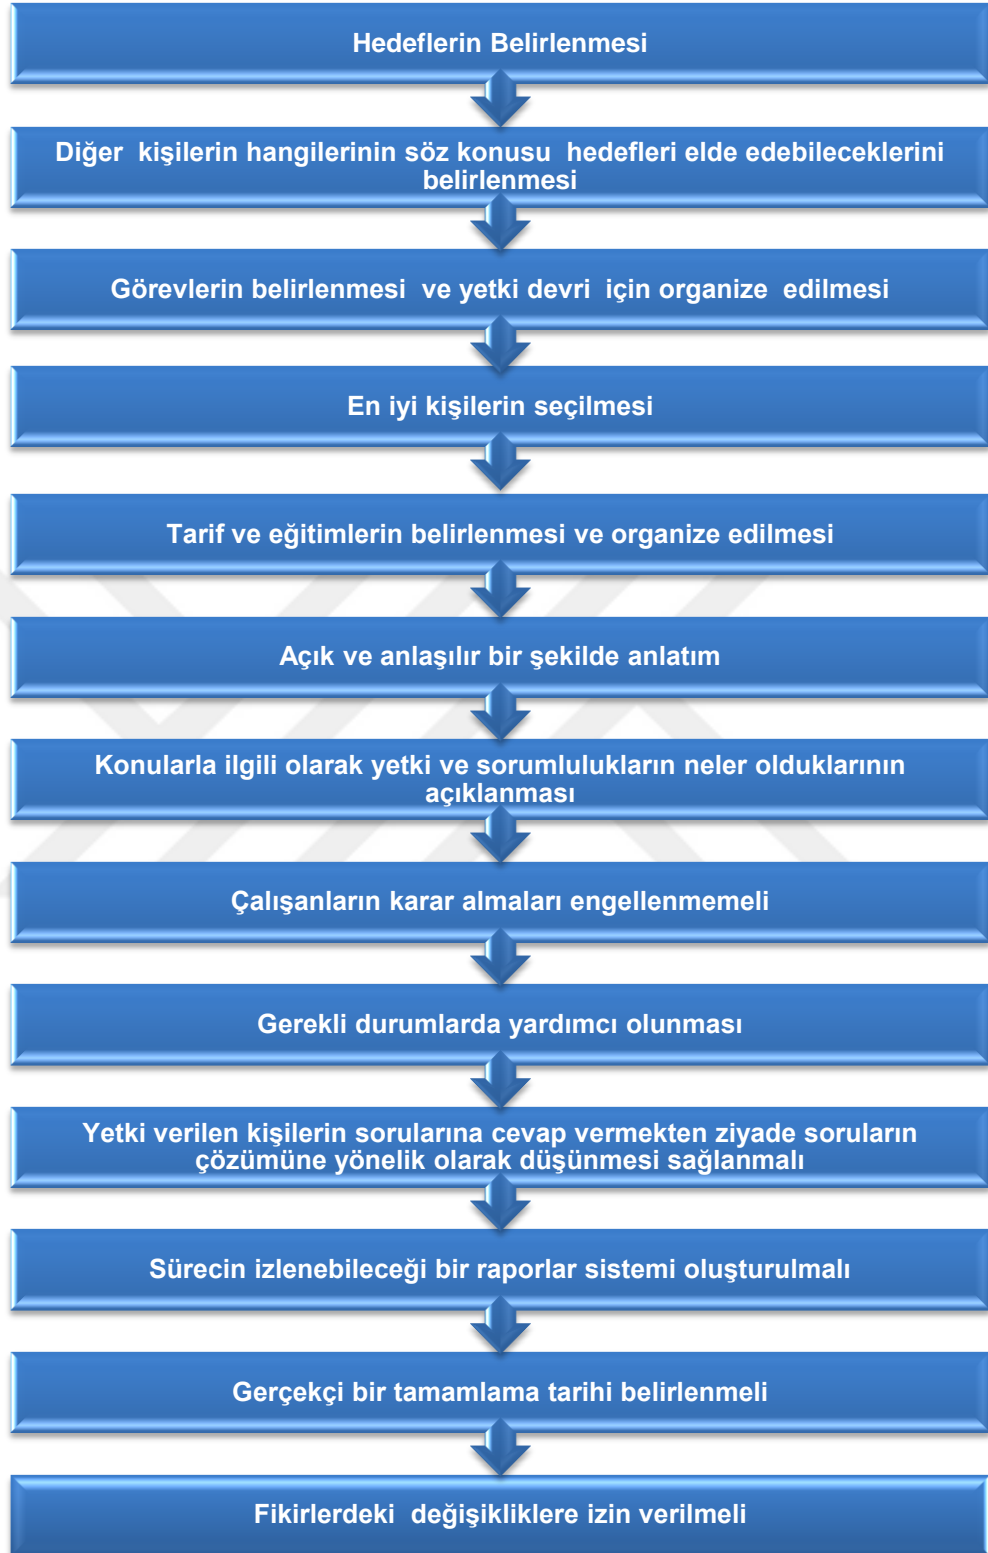 Hedeflerin Belirlenmesi
Diğer kişilerin hangilerinin söz konusu hedefleri elde edebileceklerini
belirlenmesi
Görevlerin belirlenmesi ve yetki devri için organize edilmesi
En iyi kişilerin seçilmesi
Tarif ve eğitimlerin belirlenmesi ve organize edilmesi
Açık ve anlaşılır bir şekilde anlatım
Konularla ilgili olarak yetki ve sorumlulukların neler olduklarının
açıklanması
Çalışanların karar almaları engellenmemeli
Gerekli durumlarda yardımcı olunması
Yetki verilen kişilerin sorularına cevap vermekten ziyade soruların
çözümüne yönelik olarak düşünmesi sağlanmalı
Sürecin izlenebileceği bir raporlar sistemi oluşturulmalı
Gerçekçi bir tamamlama tarihi belirlenmeli
Fikirlerdeki değişikliklere izin verilmeli